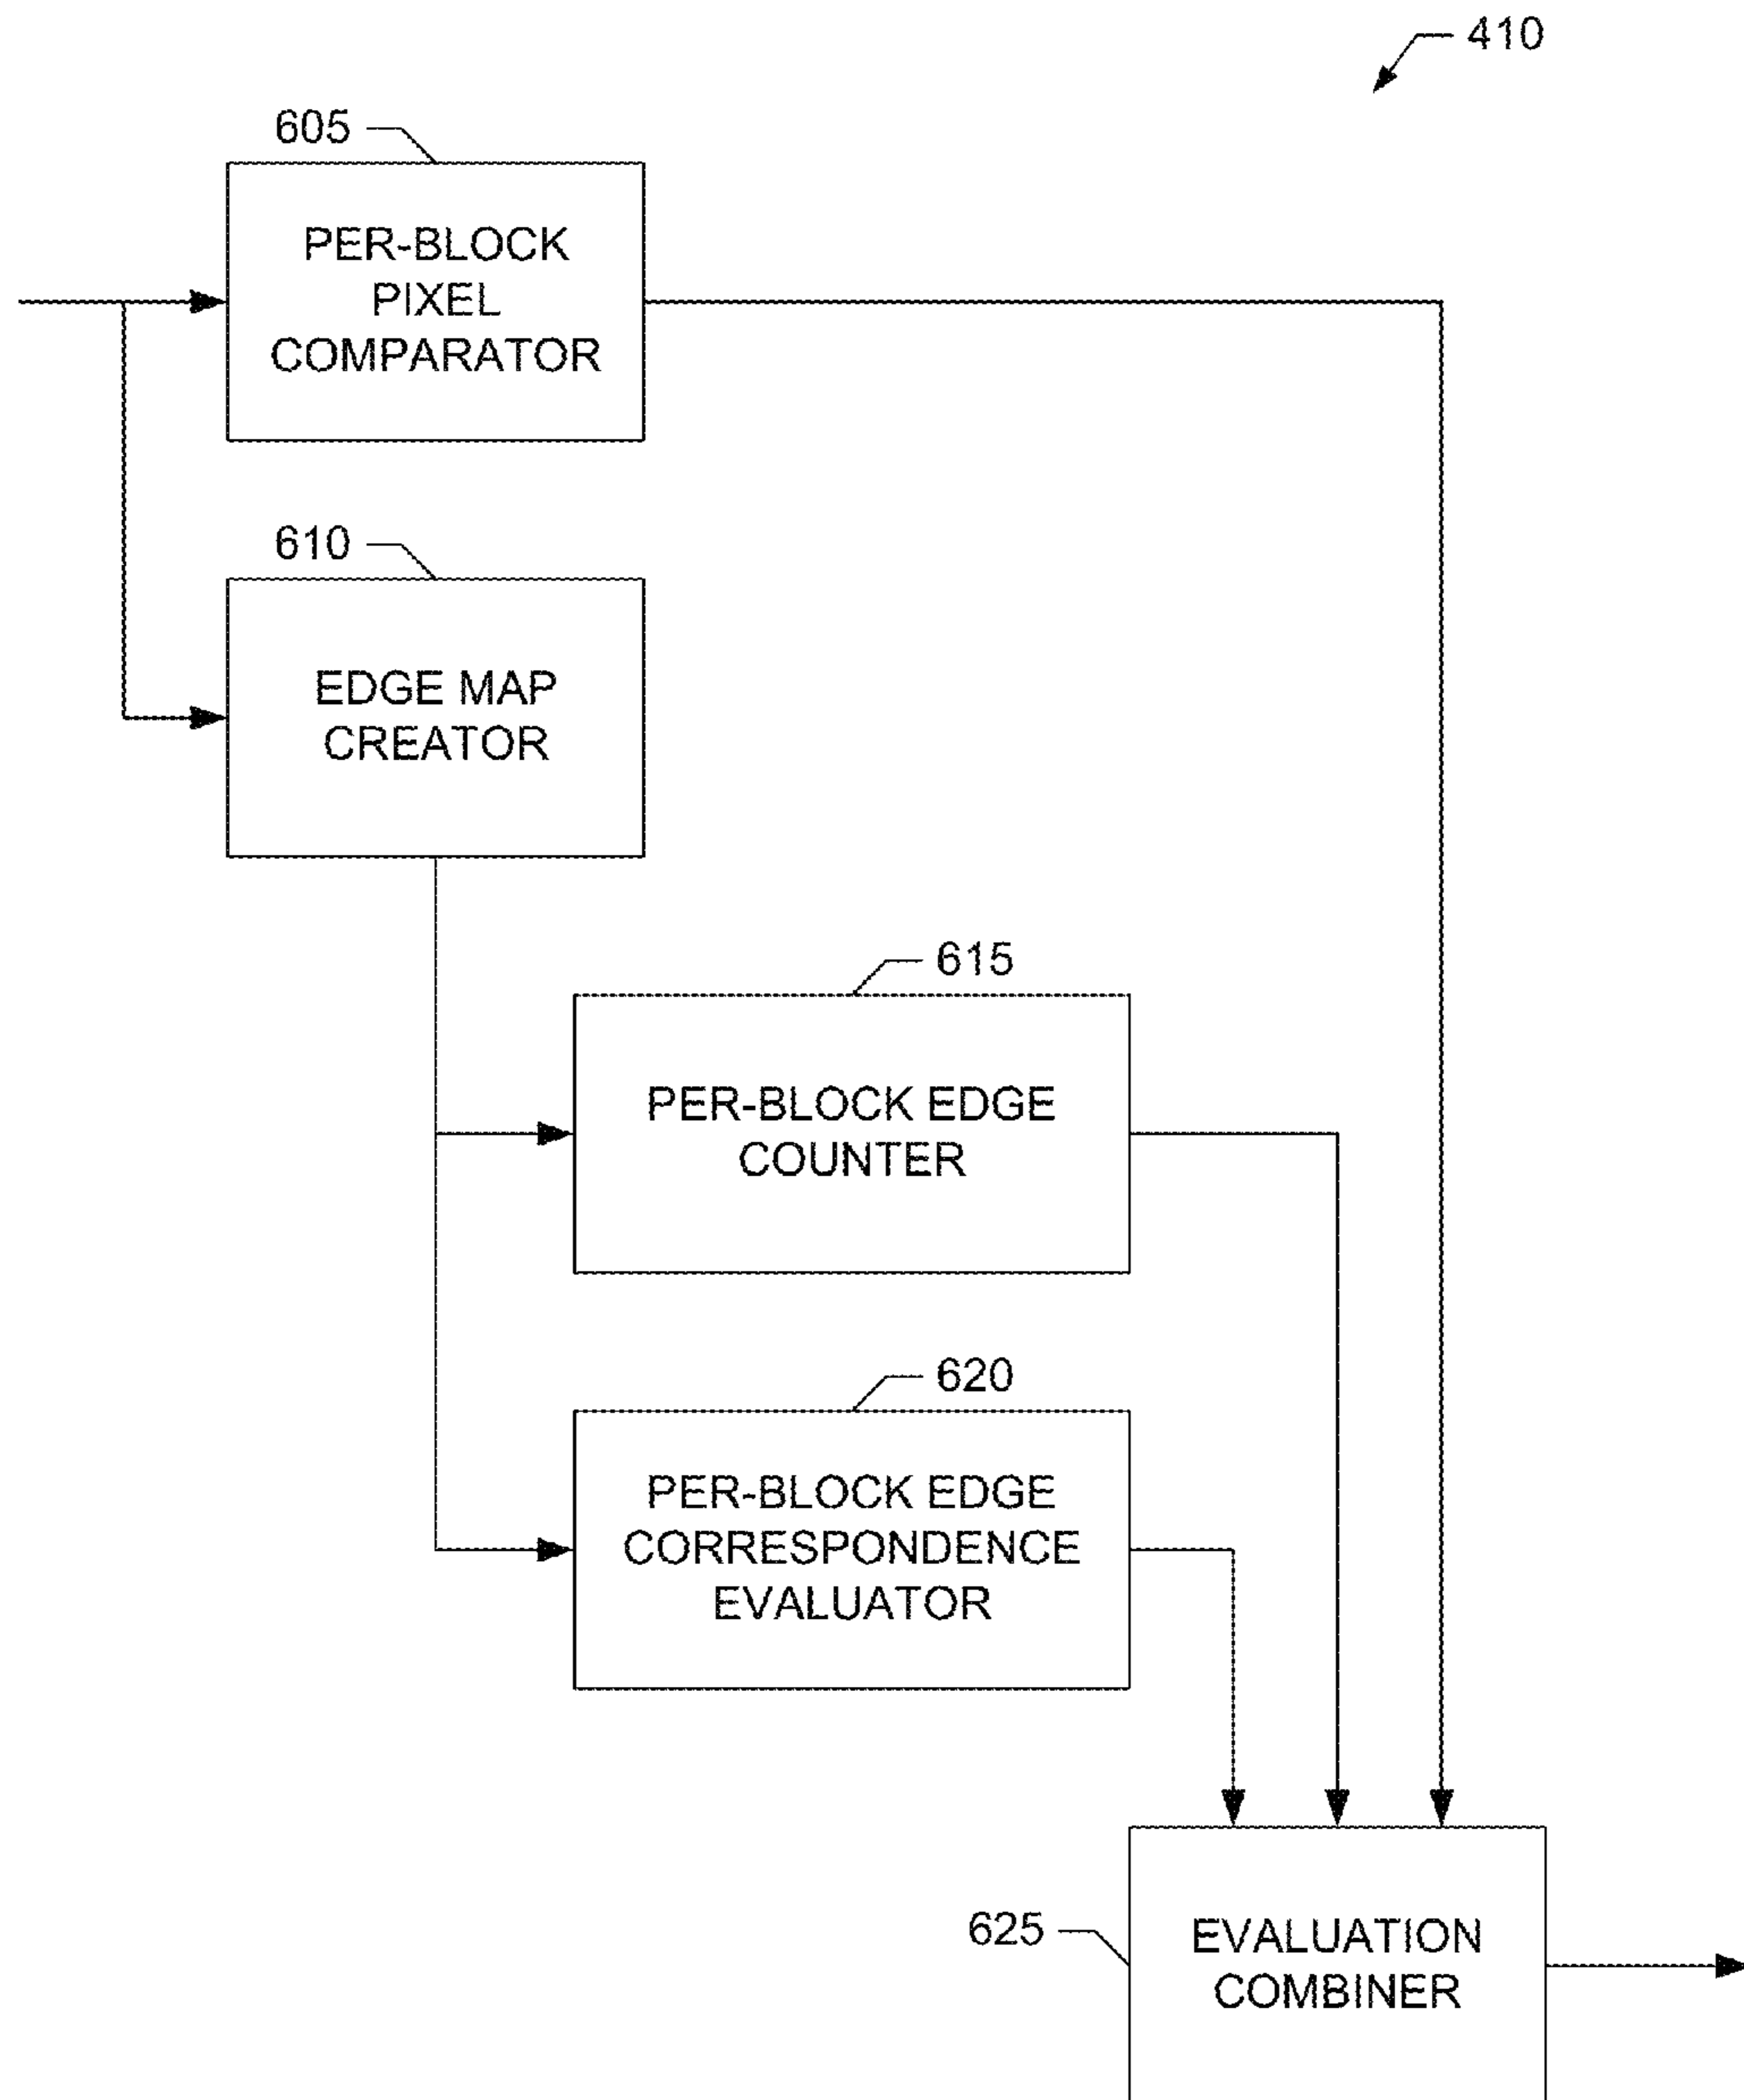 410
605
PER-BLOCK
PIXEL
COMPARATOR
610
EDGE MAP
CREATOR
615
PER-BLOCK EDGE
COUNTER
620
PER-BLOCK EDGE
CORRESPONDENCE
EVALUATOR
625
EVALUATION
COMBINER